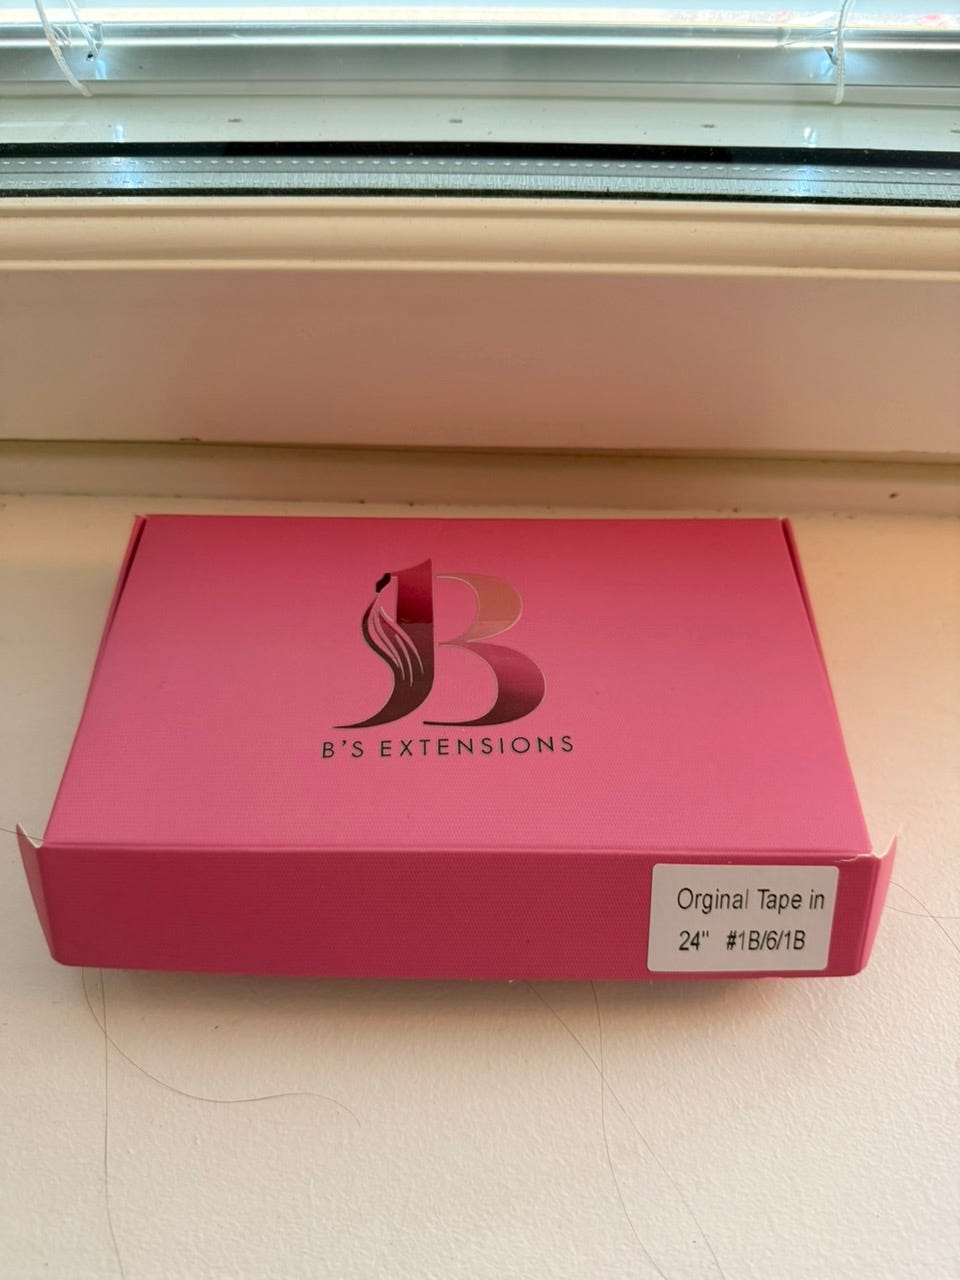 B
B'S EXTENSIONS
Orginal Tape in
24" #1B/6/1B